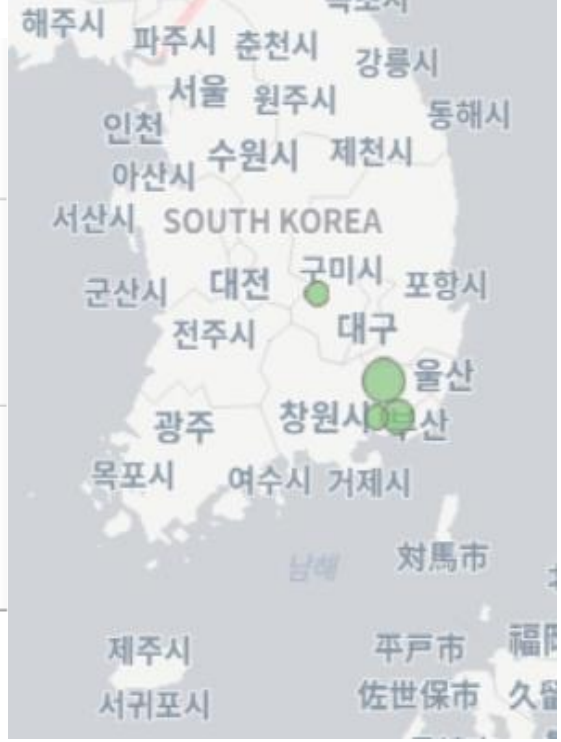 해주시
파주시
춘천시
강릉시
서울
원주시
동해시
인천
수원시
제천시
아산시
서산시
SOUTH KOREA
구미시
군산시
대전
포항시
대구
전주시
울산
창원시
부산
광주
목포시
여수시
거제시
남해
対馬市
제주시
平戸市
서귀포시
佐世保市